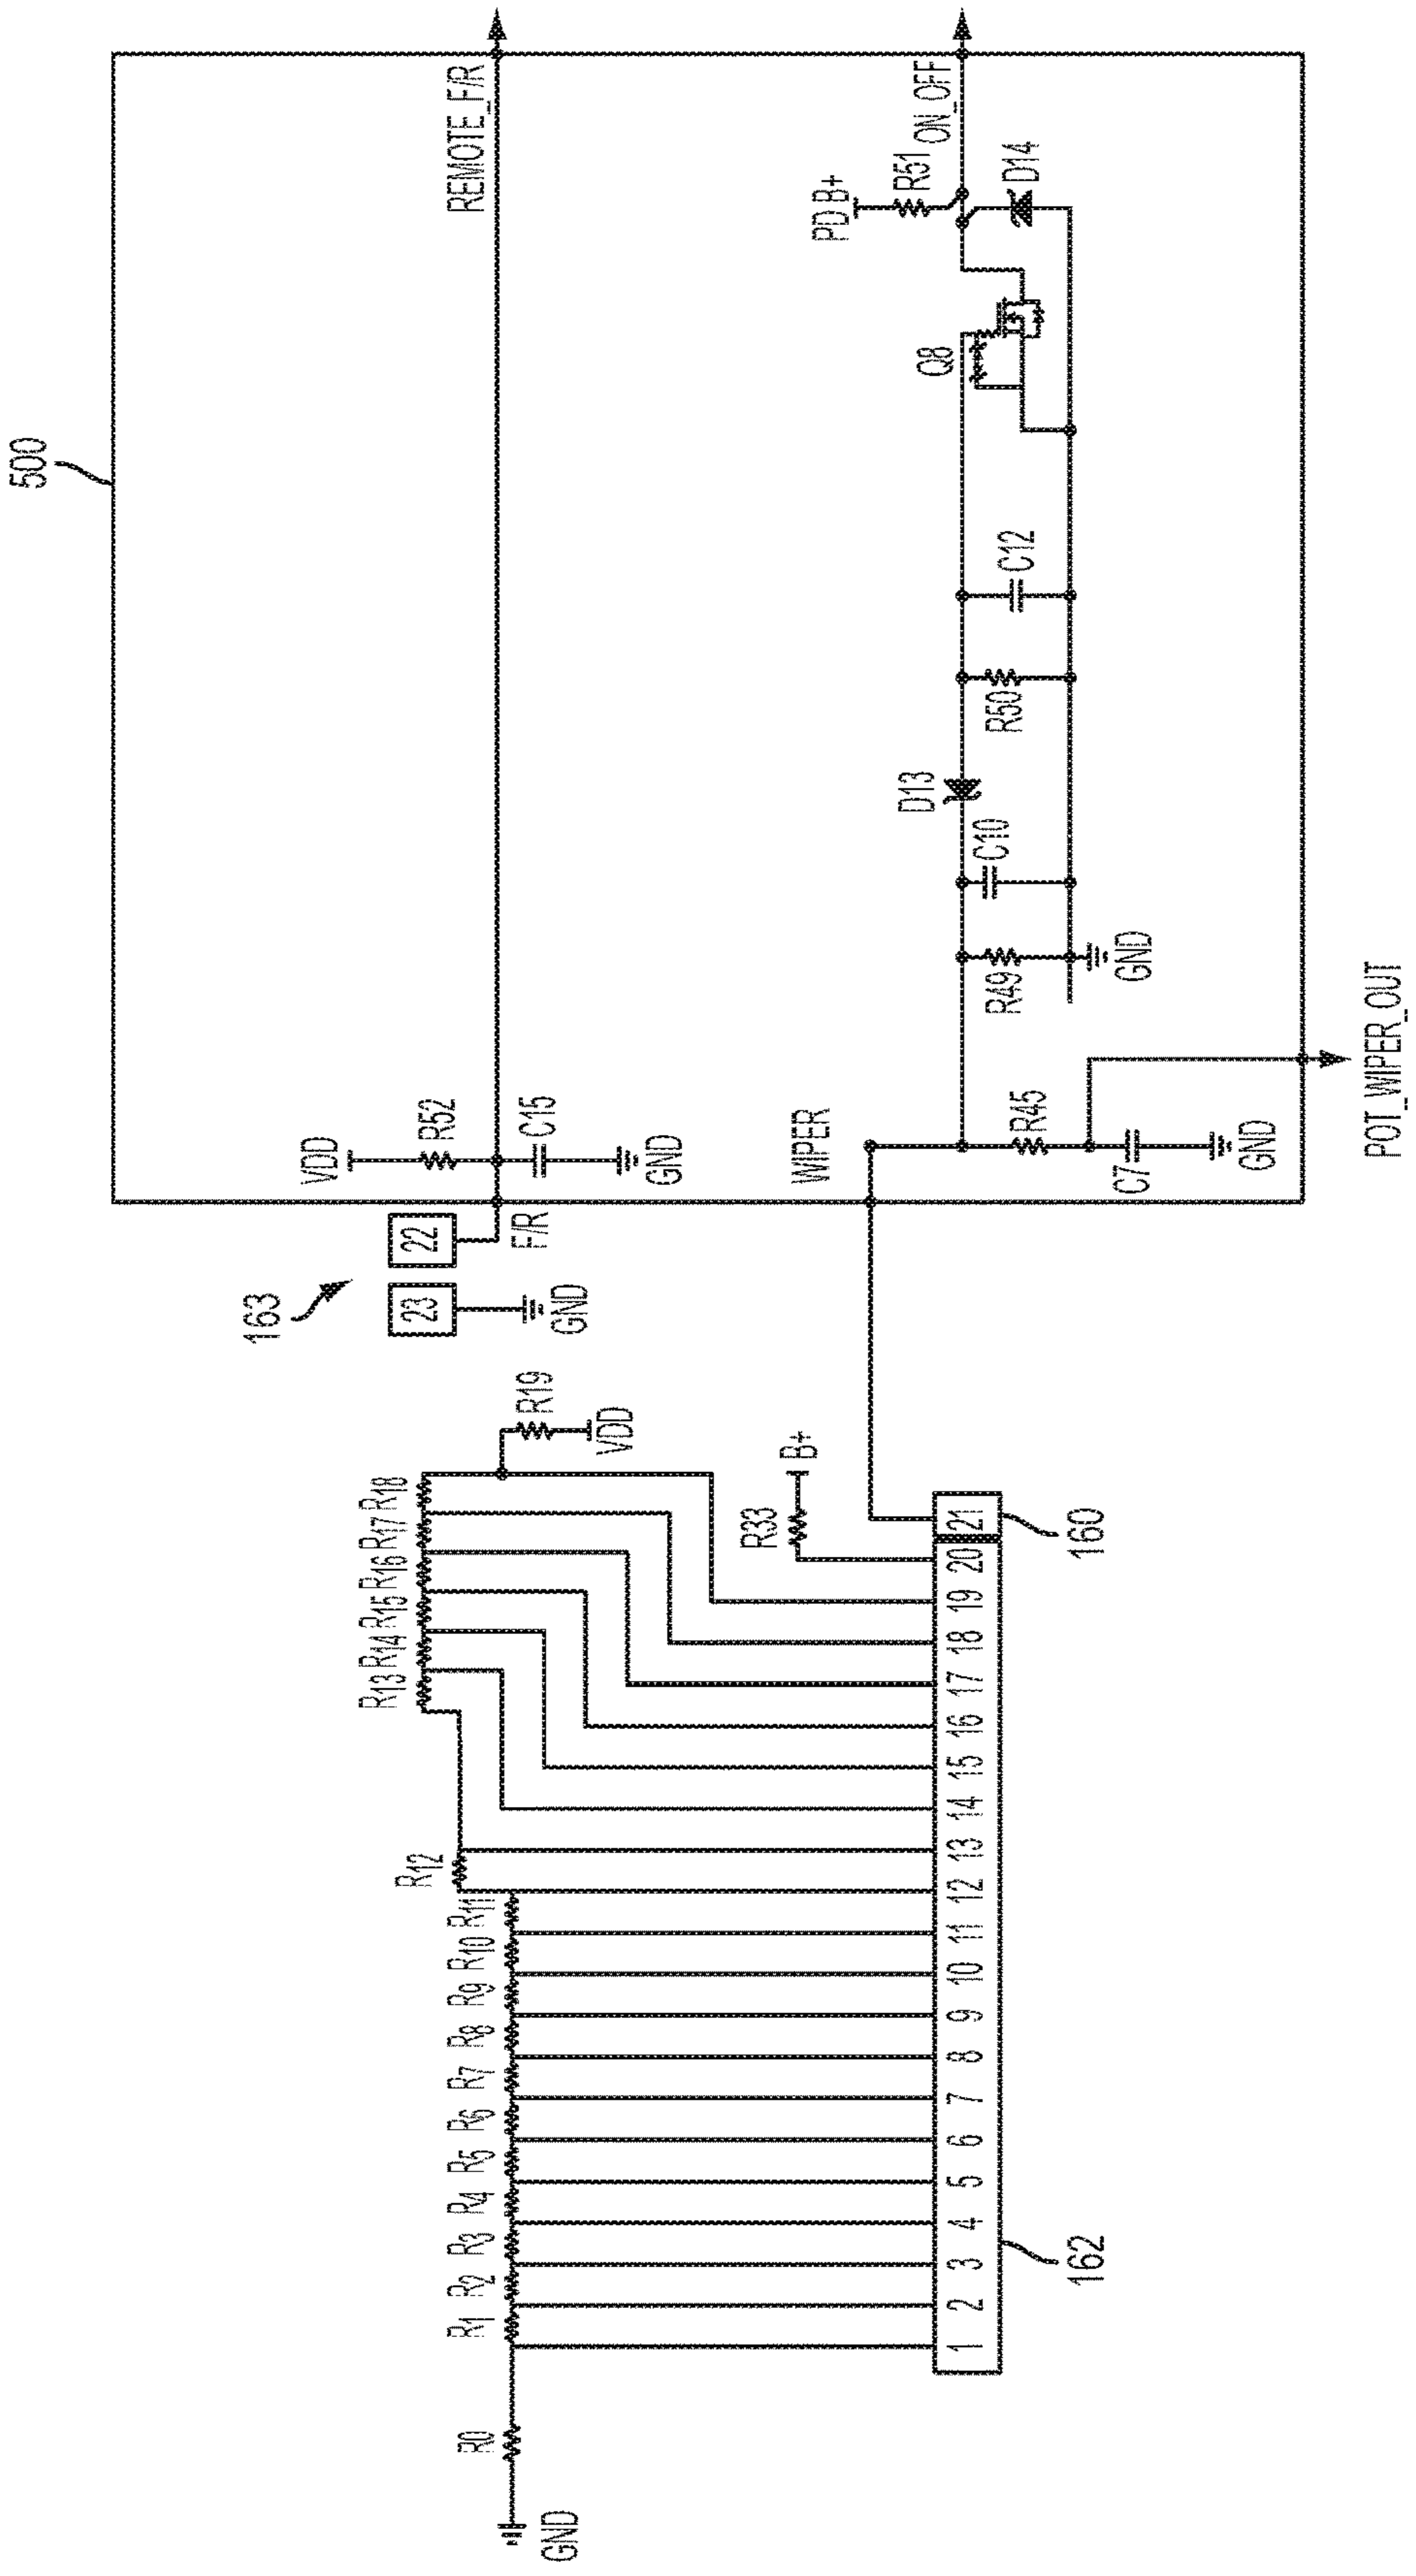 500
REMOTE_F/R
ON_OFF
PD B+
R51
D14
Q8
C12
R50
D13
C10
R49
GND
VDD
R52
C15
GND
WIPER
R45
C7
GND
POT_WIPER_OUT
163
22
23
F/R
GND
R19
VDD
R33
B+
R18
R17
R16
R15
R14
R13
R12
R11
R10
R9
R8
R7
R6
R5
R4
R3
R2
R1
R0
GND
1 2 3 4 5 6 7 8 9 10 11 12 13 14 15 16 17 18 19 20 21
160
162